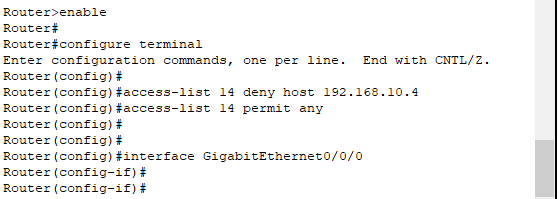 Router>enable
Router#
Router#configure terminal
Enter configuration commands, one per line.  End with CNTL/Z.
Router(config)#
Router(config)#access-list 14 deny host 192.168.10.4
Router(config)#access-list 14 permit any
Router(config)#
Router(config)#
Router(config)#interface GigabitEthernet0/0/0
Router(config-if)#
Router(config-if)#